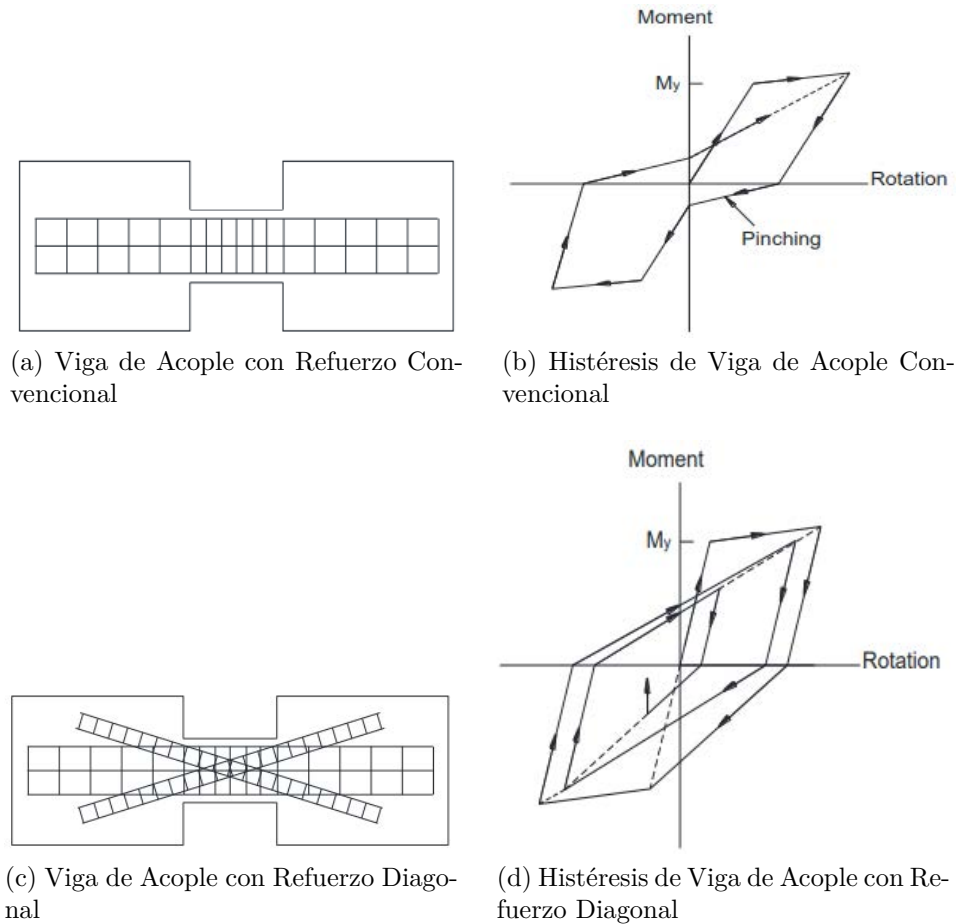 Moment
My
Rotation
Pinching
(a) Viga de Acople con Refuerzo Con-
vencional
(b) Histéresis de Viga de Acople Con-
vencional
Moment
My
Rotation
(c) Viga de Acople con Refuerzo Diago-
nal
(d) Histéresis de Viga de Acople con Re-
fuerzo Diagonal